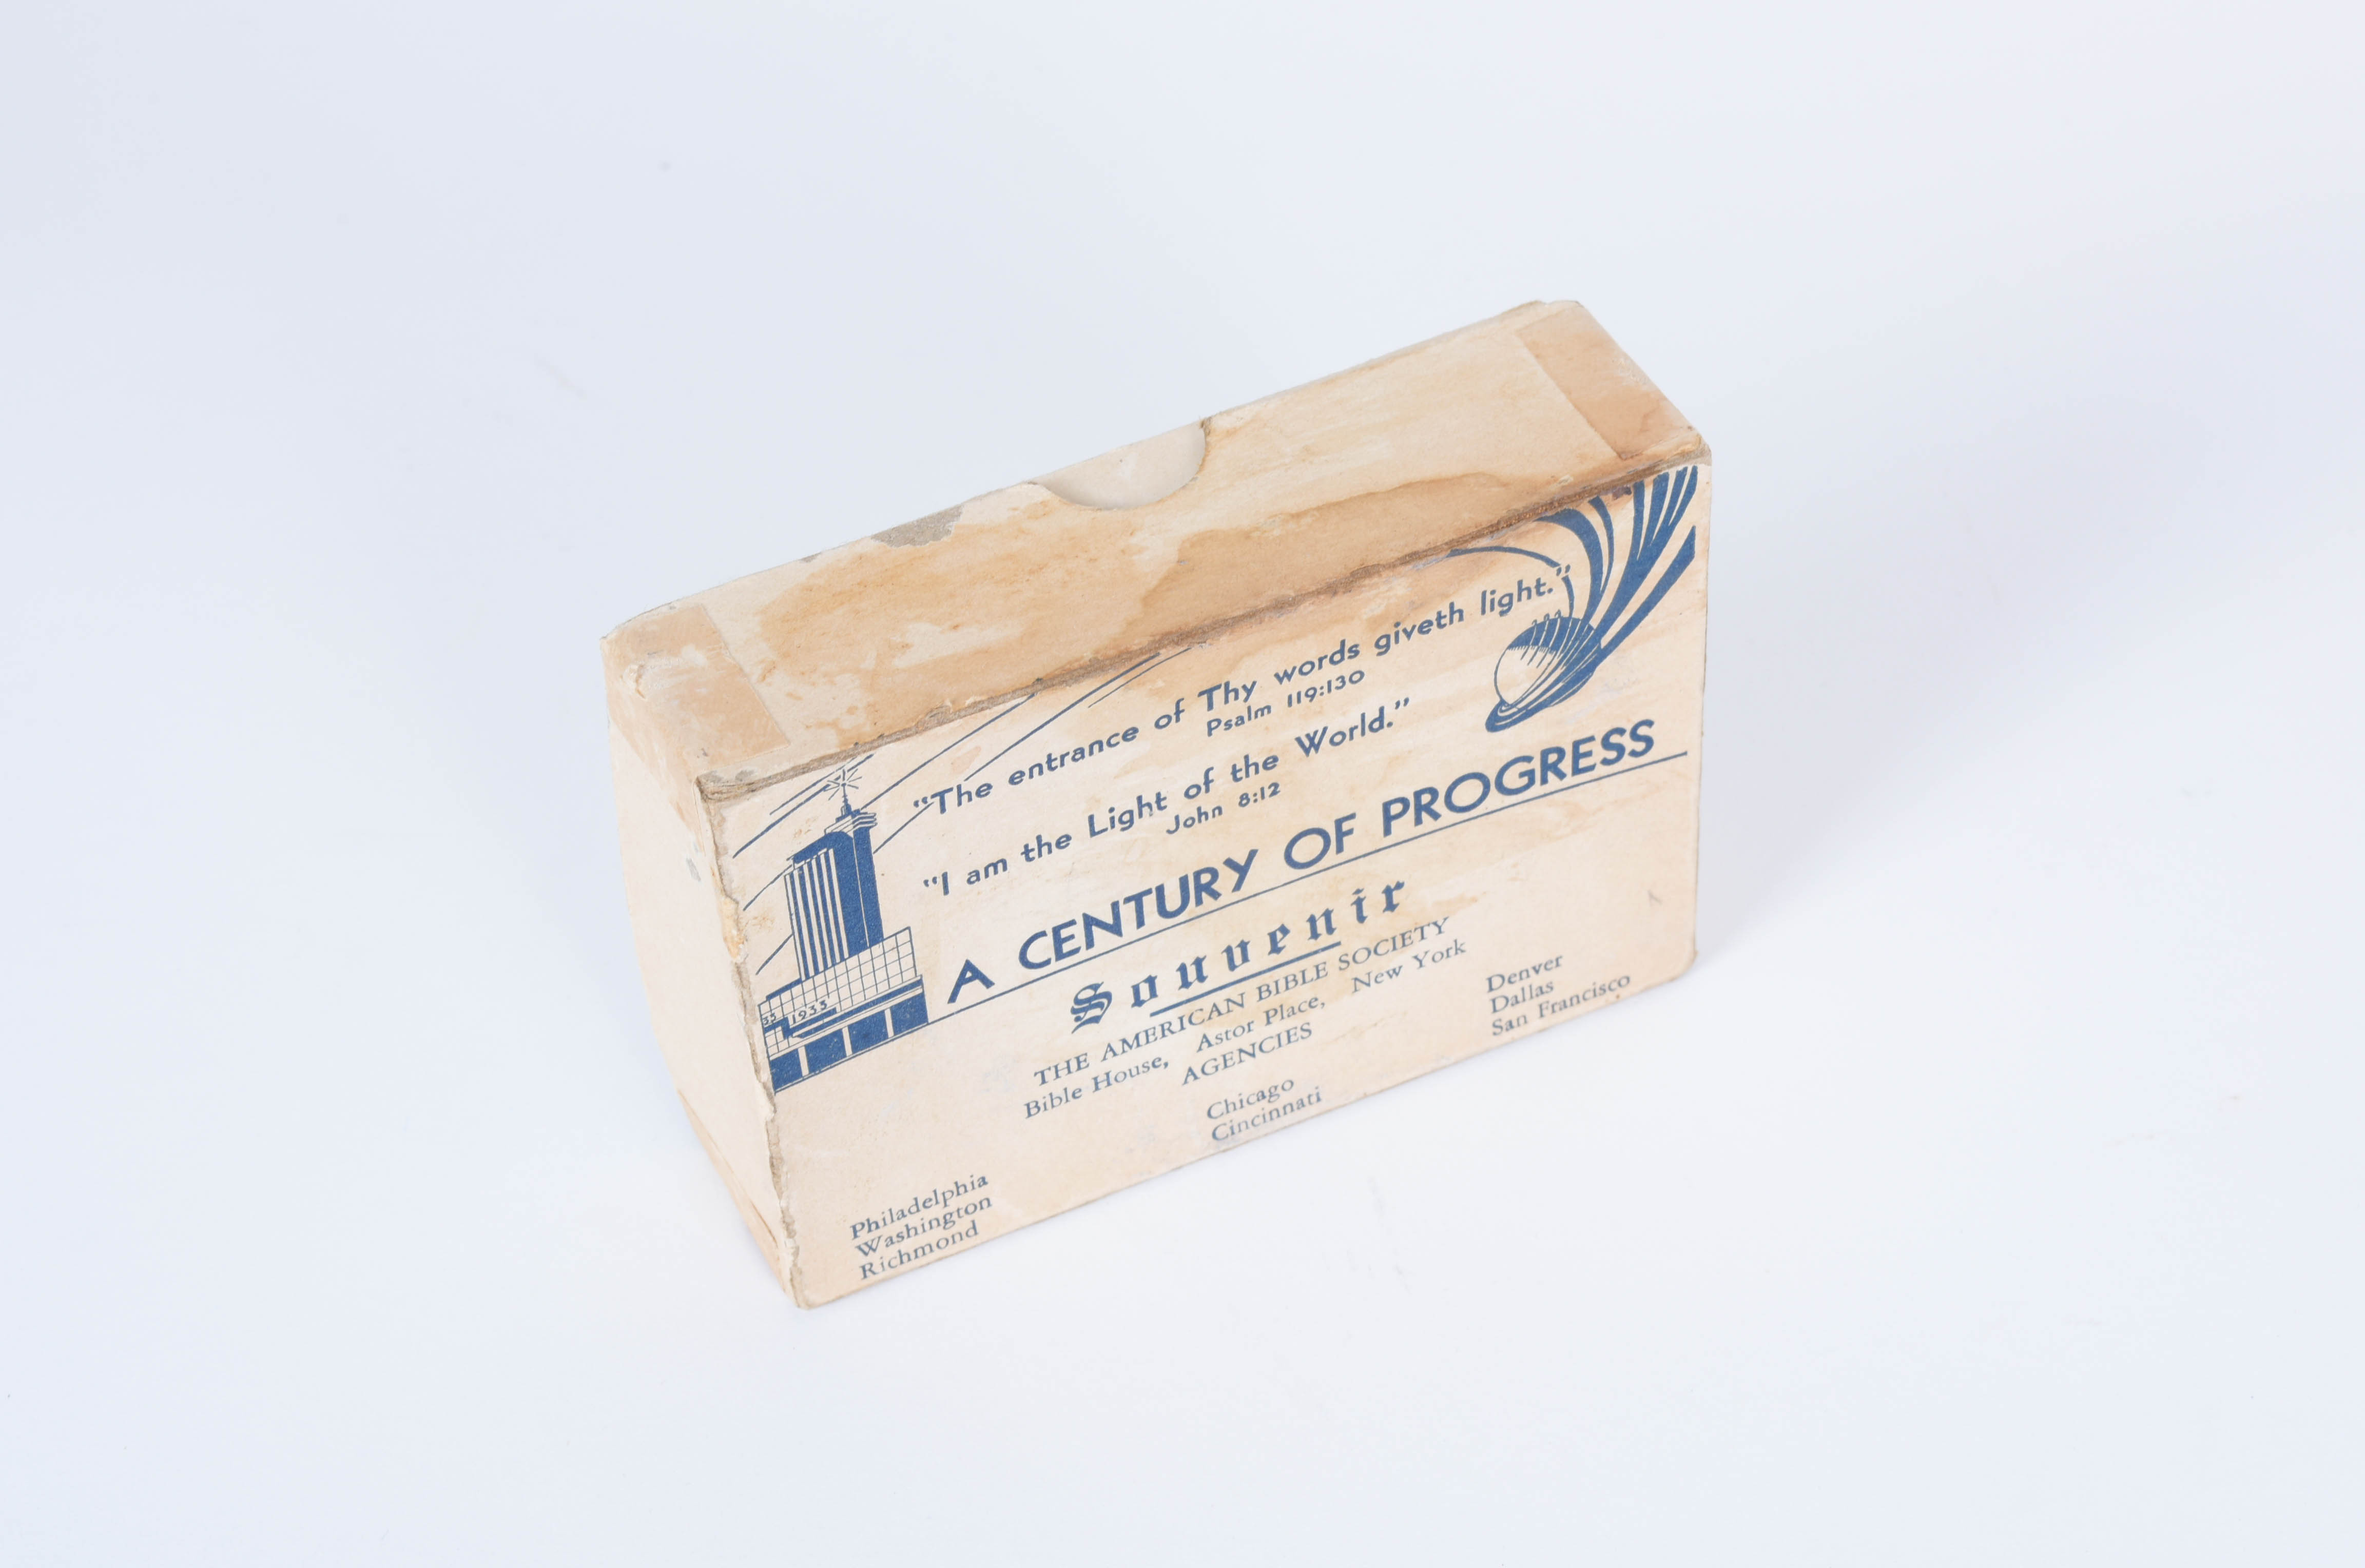 "The entrance of Thy words giveth light."
Psalm 119:130
"I am the Light of the World."
John 8:12
A CENTURY OF PROGRESS
Souvenir
THE AMERICAN BIBLE SOCIETY
Bible House, Astor Place, New York
AGENCIES
Philadelphia
Washington
Richmond
Chicago
Cincinnati
Denver
Dallas
San Francisco
33 1933